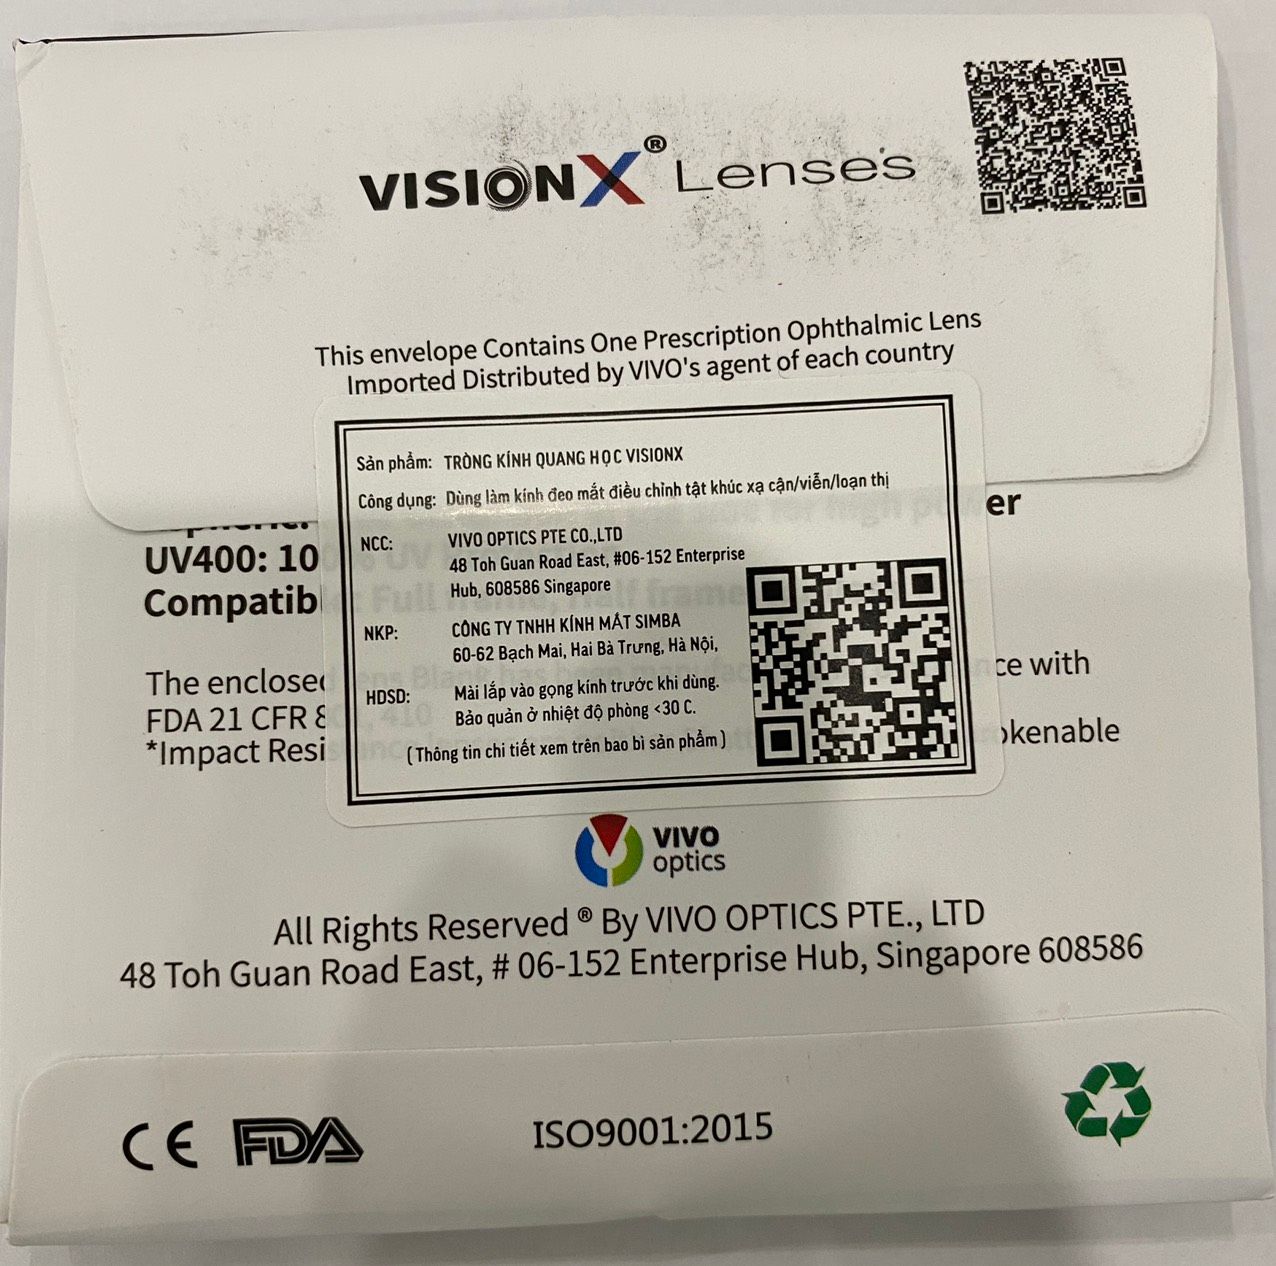 VISIONX® Lenses
This envelope Contains One Prescription Ophthalmic Lens
Imported Distributed by VIVO's agent of each country
Sản phẩm: TRÒNG KÍNH QUANG HỌC VISIONX
Công dụng: Dùng làm kính đeo mắt điều chỉnh tật khúc xạ cận/viễn/loạn thị
er
NCC: VIVO OPTICS PTE CO.,LTD
48 Toh Guan Road East, #06-152 Enterprise
Hub, 608586 Singapore
UV400: 10
Compatib
NKP: CÔNG TY TNHH KÍNH MẮT SIMBA
60-62 Bạch Mai, Hai Bà Trưng, Hà Nội,
HDSD: Mài lắp vào gọng kính trước khi dùng.
Bảo quản ở nhiệt độ phòng <30 C.
(Thông tin chi tiết xem trên bao bì sản phẩm)
The enclosed ce with
FDA 21 CFR 8
*Impact Resi okenable
VIVO
optics
All Rights Reserved ® By VIVO OPTICS PTE., LTD
48 Toh Guan Road East, # 06-152 Enterprise Hub, Singapore 608586
CE FDA ISO9001:2015